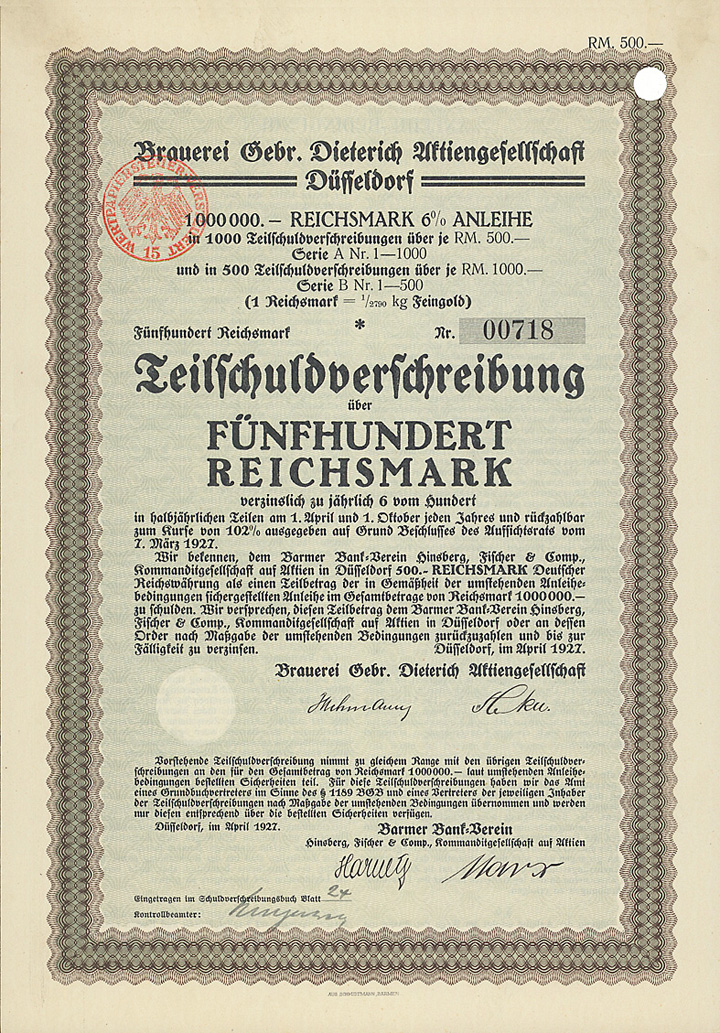 RM. 500.—
Brauerei Gebr. Dieterich Aktiengesellschaft
Düsseldorf
WERTPAPIERSTEUER VERSTEUERT
15
1000 000. — REICHSMARK 6% ANLEIHE
in 1000 Teilschuldverschreibungen über je RM. 500.—
Serie A Nr. 1—1000
und in 500 Teilschuldverschreibungen über je RM. 1000.—
Serie B Nr. 1—500
(1 Reichsmark = 1/2790 kg Feingold)
*
Fünfhundert Reichsmark Nr. 00718
Teilschuldverschreibung
über
FÜNFHUNDERT
REICHSMARK
verzinslich zu jährlich 6 vom Hundert
in halbjährlichen Teilen am 1. April und 1. Oktober jeden Jahres und rückzahlbar
zum Kurse von 102% ausgegeben auf Grund Beschlusses des Aufsichtsrats vom
7. März 1927.
Wir bekennen, dem Barmer Bank-Verein Hinsberg, Fischer & Comp.,
Kommanditgesellschaft auf Aktien in Düsseldorf 500.- REICHSMARK Deutscher
Reichswährung als einen Teilbetrag der in Gemäßheit der umstehenden Anleihe-
bedingungen sichergestellten Anleihe im Gesamtbetrage von Reichsmark 1000000.—
zu schulden. Wir versprechen, diesen Teilbetrag dem Barmer Bank-Verein Hinsberg,
Fischer & Comp., Kommanditgesellschaft auf Aktien in Düsseldorf oder an dessen
Order nach Maßgabe der umstehenden Bedingungen zurückzuzahlen und bis zur
Fälligkeit zu verzinsen. Düsseldorf, im April 1927.
Brauerei Gebr. Dieterich Aktiengesellschaft
Vorstehende Teilschuldverschreibung nimmt zu gleichem Range mit den übrigen Teilschuldver-
schreibungen an den für den Gesamtbetrag von Reichsmark 1000000.— laut umstehenden Anleihe-
bedingungen bestellten Sicherheiten teil. Für diese Teilschuldverschreibungen haben wir das Amt
eines Grundbuchvertreters im Sinne des § 1189 BGB und eines Vertreters der jeweiligen Inhaber
der Teilschuldverschreibungen nach Maßgabe der umstehenden Bedingungen übernommen und werden
nur diesen entsprechend über die bestellten Sicherheiten verfügen.
Düsseldorf, im April 1927. Barmer Bank-Verein
Hinsberg, Fischer & Comp., Kommanditgesellschaft auf Aktien
Marx
Eingetragen im Schuldverschreibungsbuch Blatt 24
Kontrollbeamter: